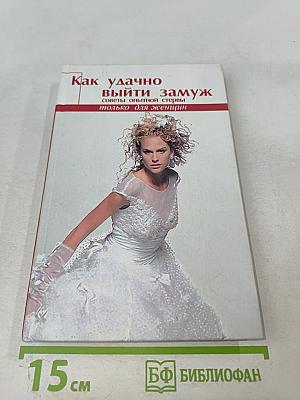 Как удачно
выйти замуж
советы опытной стервы
только для женщин
15 см
БФ БИБЛИОФАН